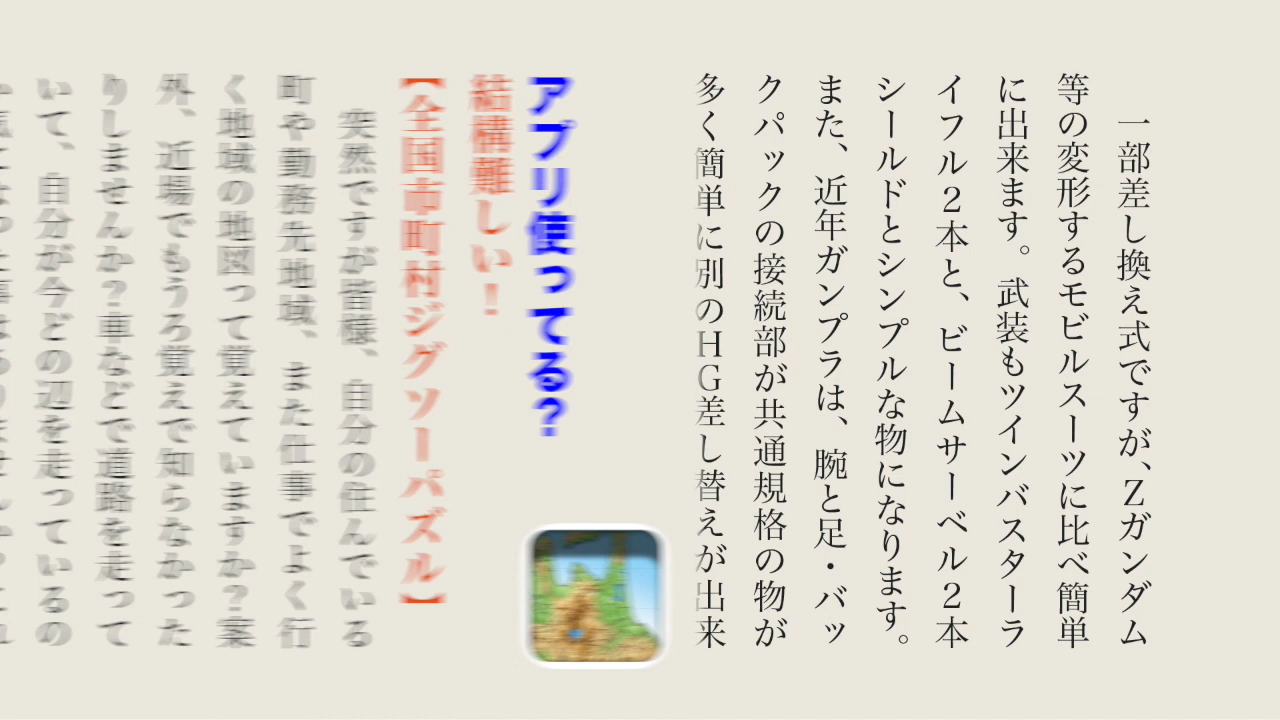 一部差し換え式ですが、Zガンダム
等の変形するモビルスーツに比べ簡単
に出来ます。武装もツインバスターラ
イフル2本と、ビームサーベル2本
シールドとシンプルな物になります。
また、近年ガンプラは、腕と足・バッ
クパックの接続部が共通規格の物が
多く簡単に別のHG差し替えが出来
アプリ使ってる?
結構難しい!
【全国市町村ジグソーパズル】
突然ですが皆様、自分の住んでいる
町や勤務先地域、また仕事でよく行
く地域の地図って覚えていますか?案
外、近場でもうろ覚えで知らなかった
りしませんか?車などで道路を走って
いて、自分が今どの辺を走っているの